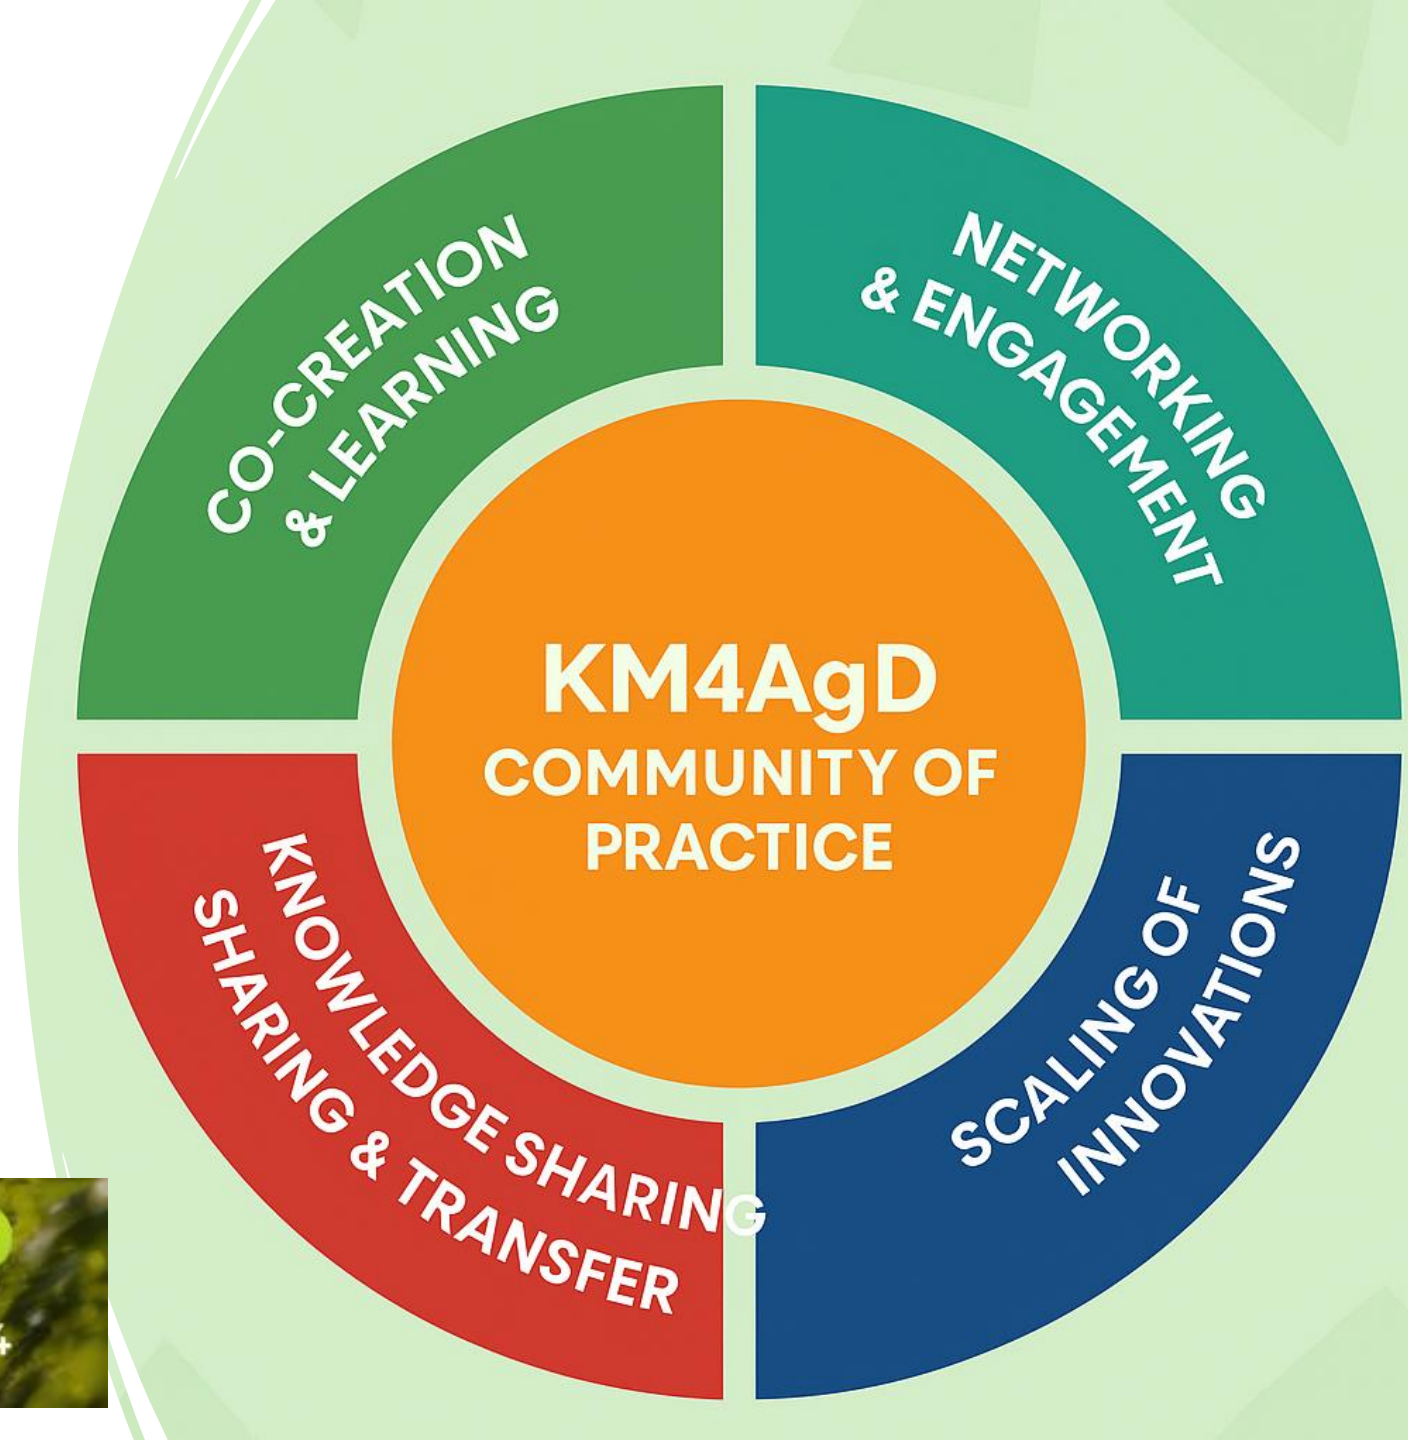 CO-CREATION
& LEARNING
NETWORKING
& ENGAGEMENT
KM4AgD
COMMUNITY OF
PRACTICE
KNOWLEDGE SHARING
SHARING & TRANSFER
SCALING OF
INNOVATIONS